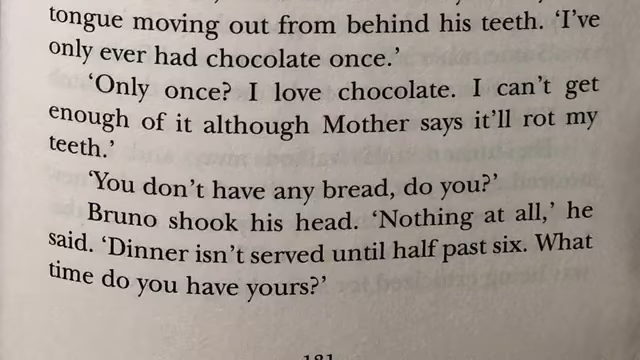 tongue moving out from behind his teeth. ‘I’ve
only ever had chocolate once.’
‘Only once? I love chocolate. I can’t get
enough of it although Mother says it’ll rot my
teeth.’
‘You don’t have any bread, do you?’
Bruno shook his head. ‘Nothing at all,’ he
said. ‘Dinner isn’t served until half past six. What
time do you have yours?’